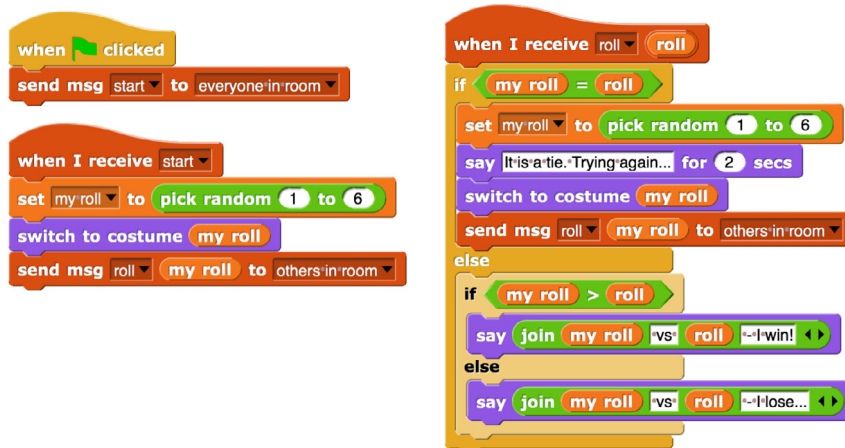 when clicked
send msg start to everyone in room
when I receive start
set my roll to pick random 1 to 6
switch to costume my roll
send msg roll my roll to others in room
when I receive roll roll
if my roll = roll
set my roll to pick random 1 to 6
say It is a tie. Trying again... for 2 secs
switch to costume my roll
send msg roll my roll to others in room
else
if my roll > roll
say join my roll vs roll - I win!
else
say join my roll vs roll - I lose...